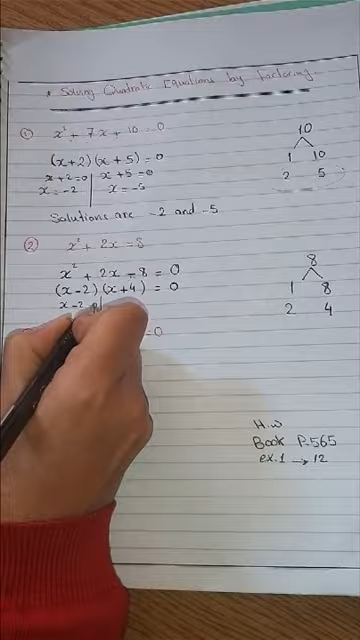 * Solving Quadratic Equations by factoring.
① x² + 7x + 10 = 0
(x+2)(x+5) = 0
x+2=0 | x+5=0
x=-2 | x=-5
Solutions are -2 and -5
10
1 10
2 5
② x² + 2x = 8
x² + 2x - 8 = 0
(x-2)(x+4) = 0
x-2
=0
8
1 8
2 4
H.W
Book P.565
ex.1 → 12